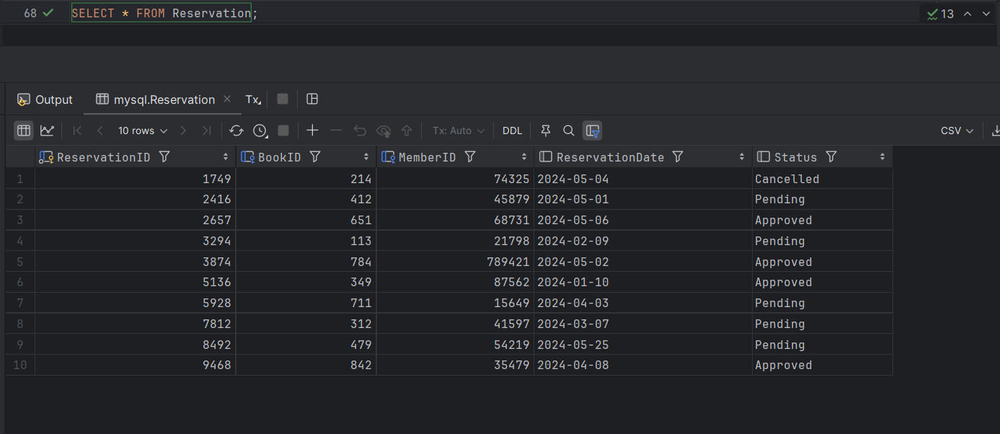 68 SELECT * FROM Reservation; 13
Output mysql.Reservation Tx
10 rows Tx: Auto DDL CSV
ReservationID BookID MemberID ReservationDate Status
1 1749 214 74325 2024-05-04 Cancelled
2 2416 412 45879 2024-05-01 Pending
3 2657 651 68731 2024-05-06 Approved
4 3294 113 21798 2024-02-09 Pending
5 3874 784 789421 2024-05-02 Approved
6 5136 349 87562 2024-01-10 Approved
7 5928 711 15649 2024-04-03 Pending
8 7812 312 41597 2024-03-07 Pending
9 8492 479 54219 2024-05-25 Pending
10 9468 842 35479 2024-04-08 Approved